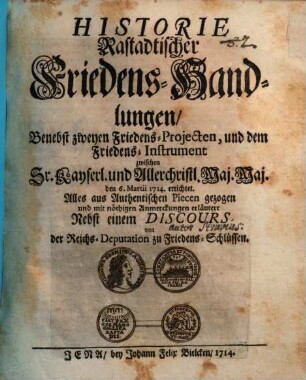 HISTORIE
Rastadtischer
Friedens-Hand-
lungen/
Benebst zweyen Friedens-Projecten, und dem
Friedens-Instrument
zwischen
Sr. Kayserl. und Allerchristl. Maj. Maj.
den 6. Martii 1714. errichtet.
Alles aus Authentischen Piecen gezogen
und mit nöthigen Anmerckungen erläutert
Nebst einem DISCOURS.
von
der Reichs-Deputation zu Friedens-Schlüssen.
JENA/ bey Johann Felix Bielcken/1714.